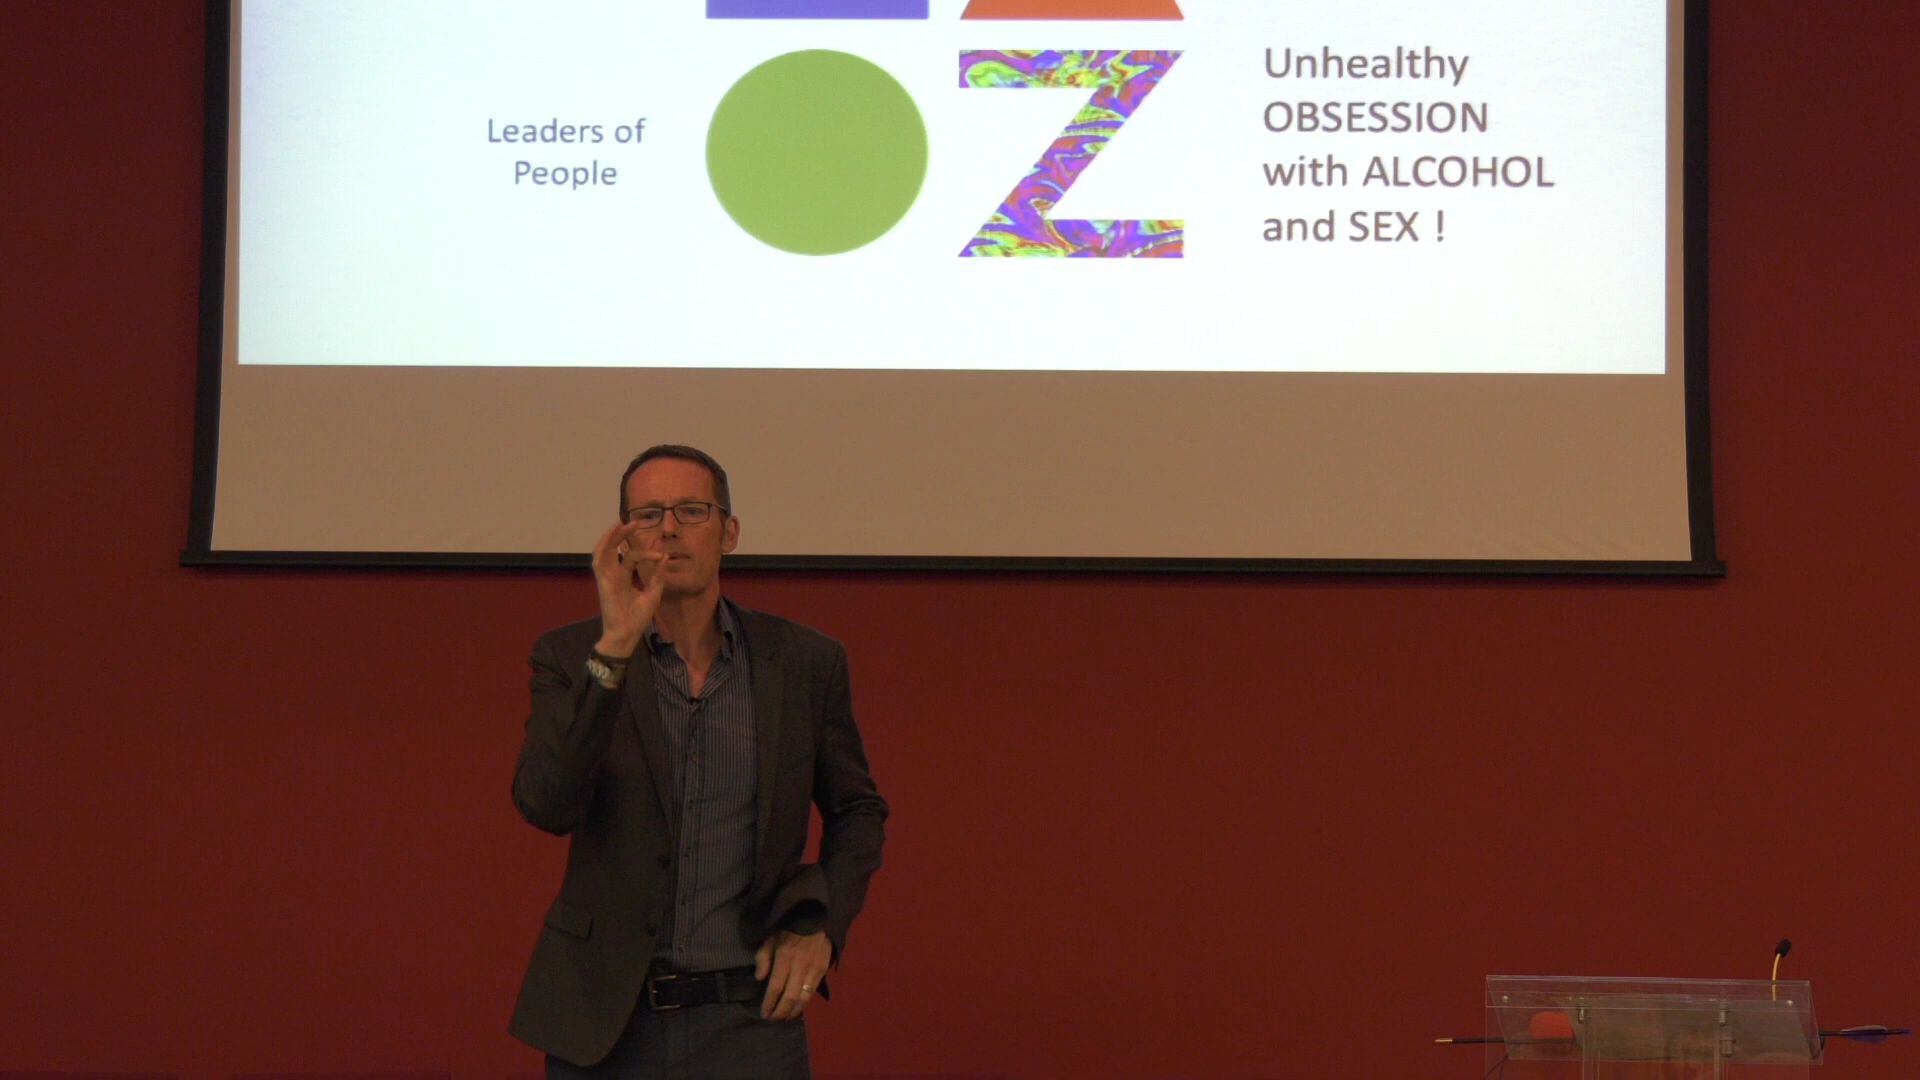 Leaders of
People
Z
Unhealthy
OBSESSION
with ALCOHOL
and SEX !